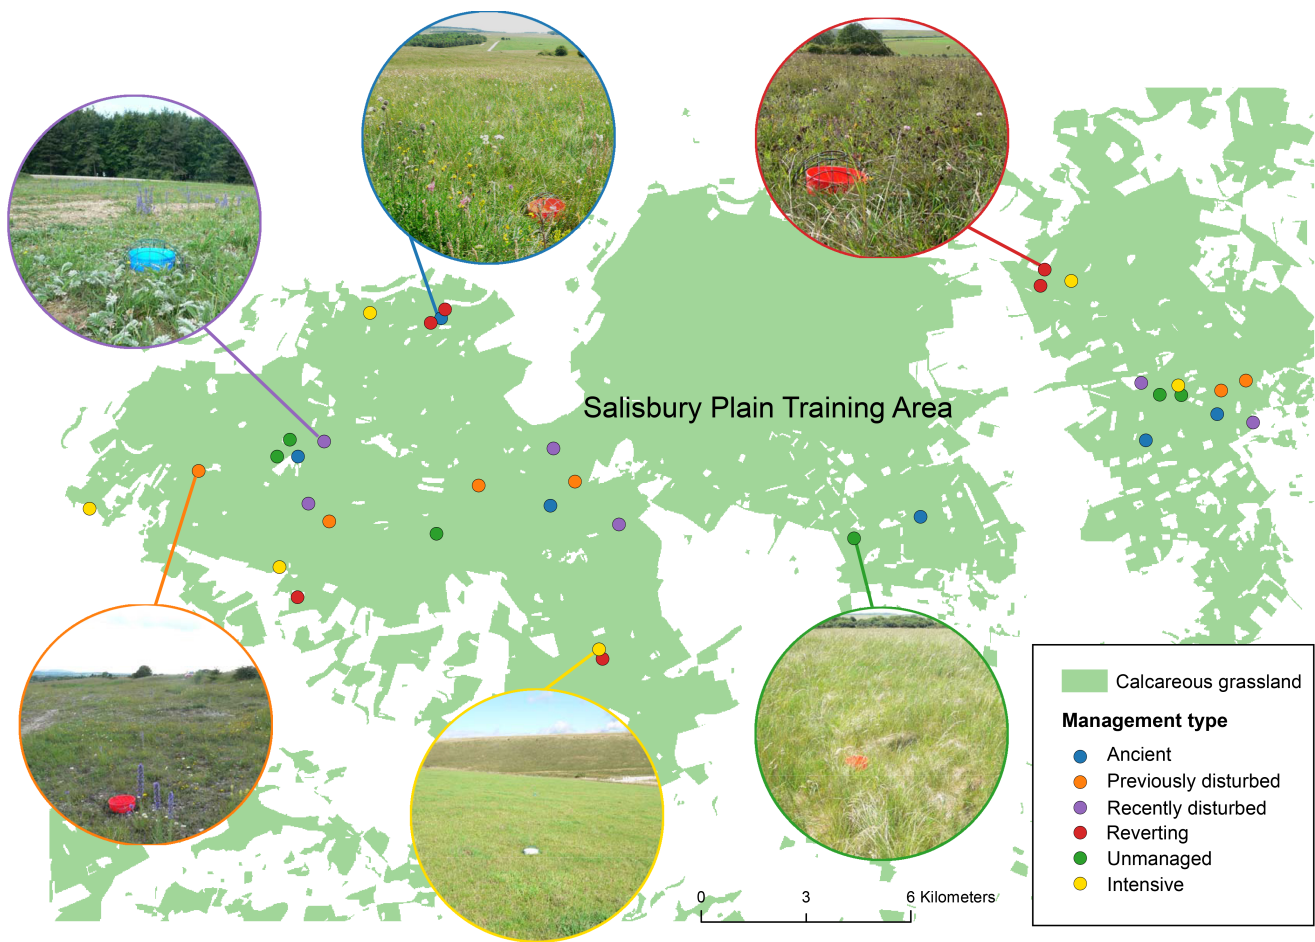 Salisbury Plain Training Area
Calcareous grassland
Management type
Ancient
Previously disturbed
Recently disturbed
Reverting
Unmanaged
Intensive
0 3 6 Kilometers